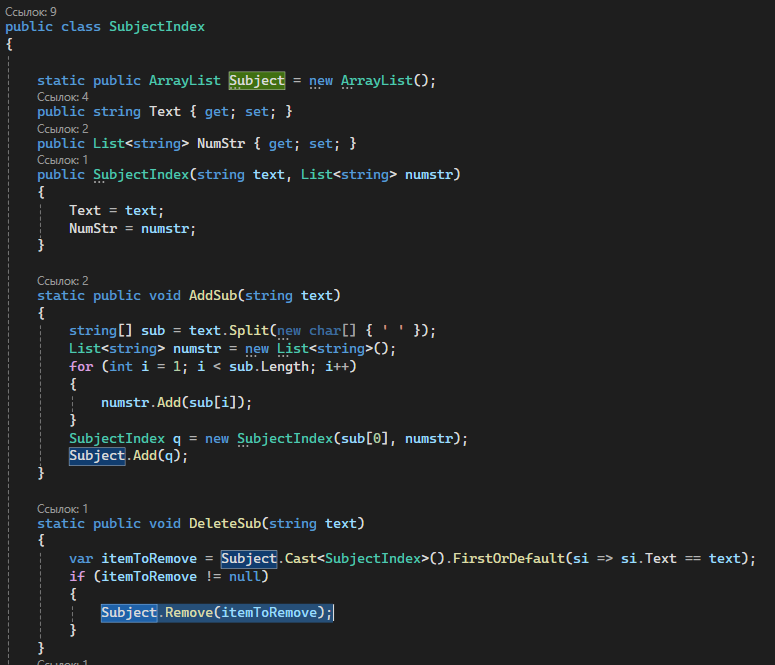 Ссылок: 9
public class SubjectIndex
{
static public ArrayList Subject = new ArrayList();
Ссылок: 4
public string Text { get; set; }
Ссылок: 2
public List<string> NumStr { get; set; }
Ссылок: 1
public SubjectIndex(string text, List<string> numstr)
{
Text = text;
NumStr = numstr;
}
Ссылок: 2
static public void AddSub(string text)
{
string[] sub = text.Split(new char[] { ' ' });
List<string> numstr = new List<string>();
for (int i = 1; i < sub.Length; i++)
{
numstr.Add(sub[i]);
}
SubjectIndex q = new SubjectIndex(sub[0], numstr);
Subject.Add(q);
}
Ссылок: 1
static public void DeleteSub(string text)
{
var itemToRemove = Subject.Cast<SubjectIndex>().FirstOrDefault(si => si.Text == text);
if (itemToRemove != null)
{
Subject.Remove(itemToRemove);
}
}
Ссылок: 1